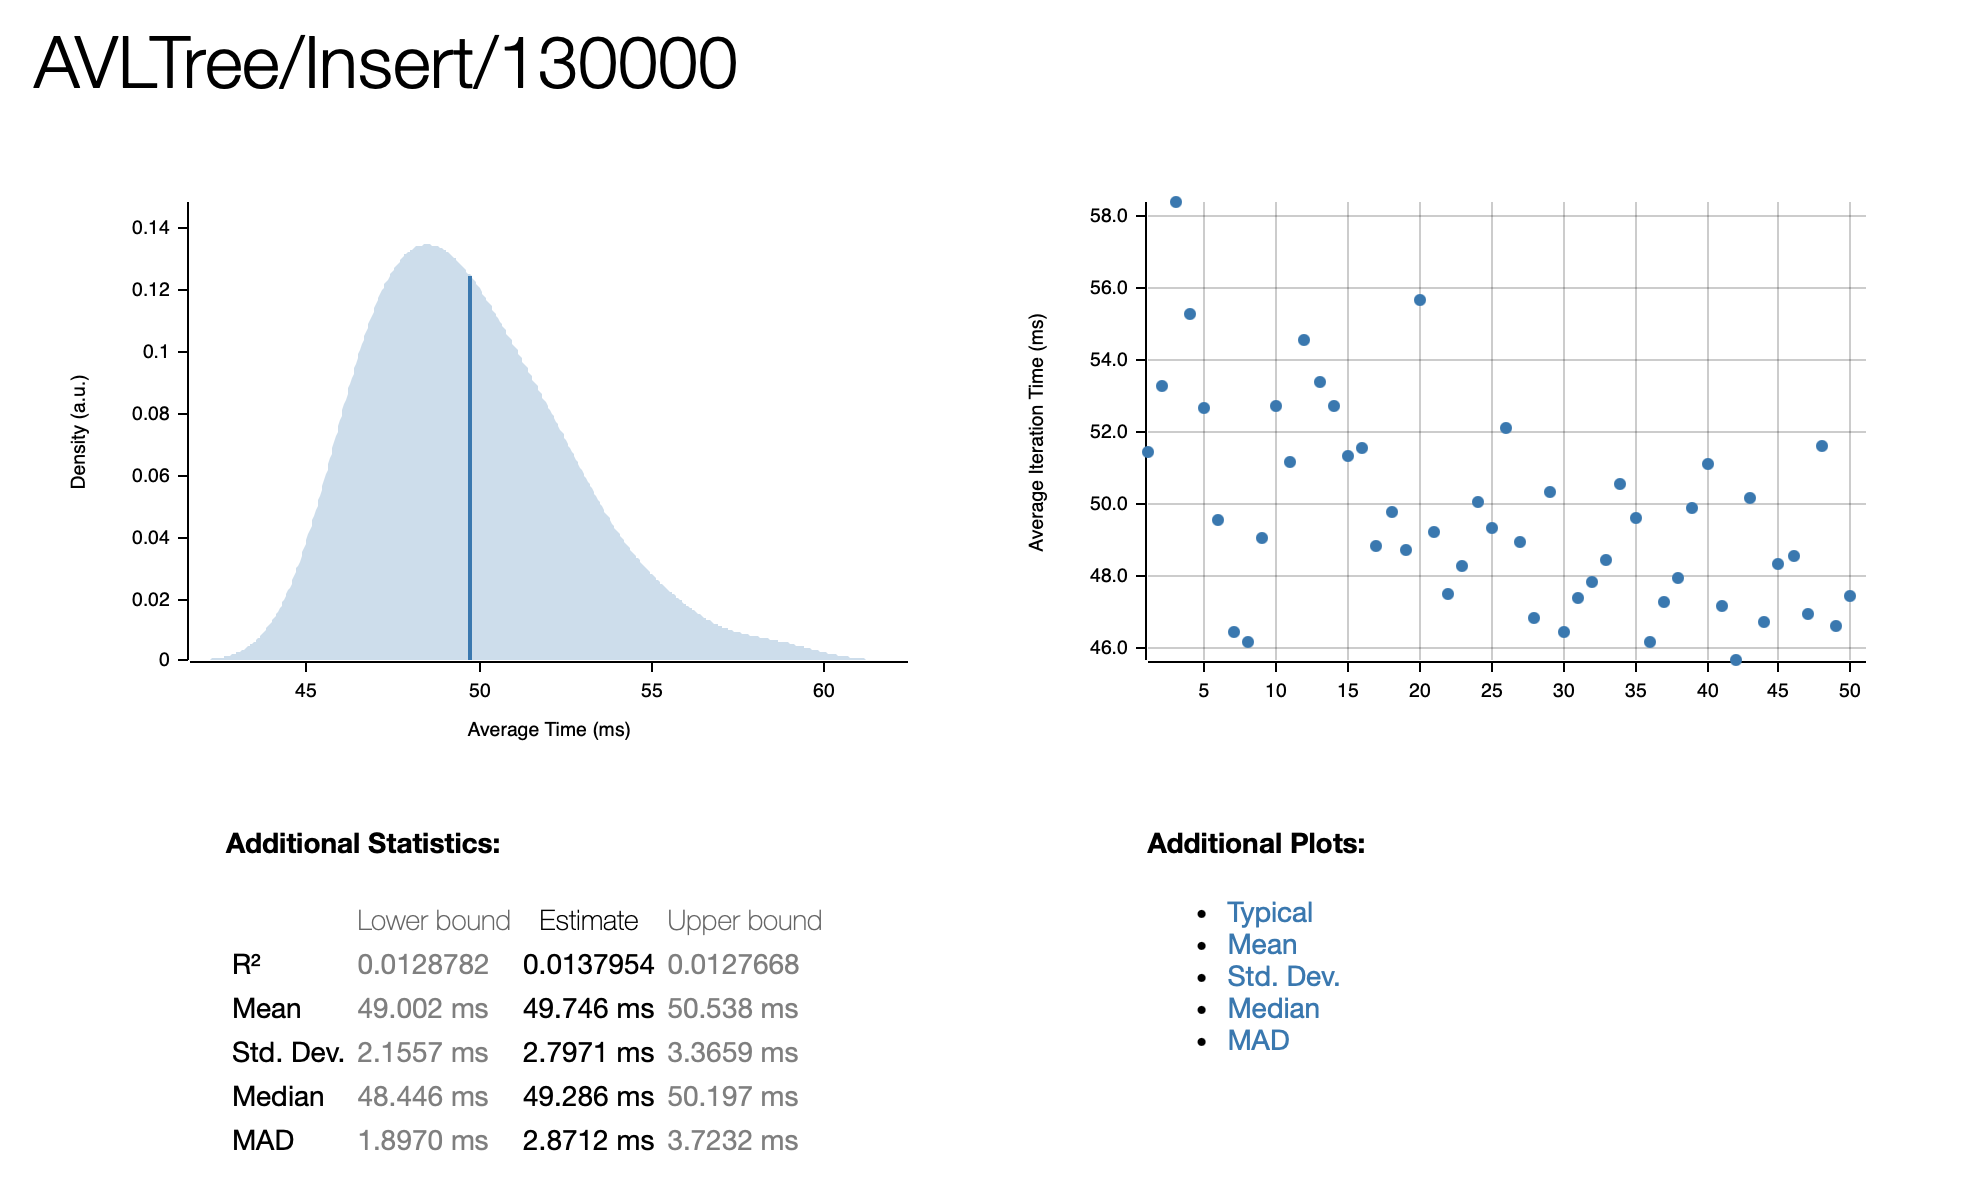 AVLTree/Insert/130000
0.14
0.12
0.1
0.08
0.06
0.04
0.02
0
Density (a.u.)
45 50 55 60
Average Time (ms)
58.0
56.0
54.0
52.0
50.0
48.0
46.0
Average Iteration Time (ms)
5 10 15 20 25 30 35 40 45 50
Additional Statistics:
Lower bound Estimate Upper bound
R² 0.0128782 0.0137954 0.0127668
Mean 49.002 ms 49.746 ms 50.538 ms
Std. Dev. 2.1557 ms 2.7971 ms 3.3659 ms
Median 48.446 ms 49.286 ms 50.197 ms
MAD 1.8970 ms 2.8712 ms 3.7232 ms
Additional Plots:
• Typical
• Mean
• Std. Dev.
• Median
• MAD